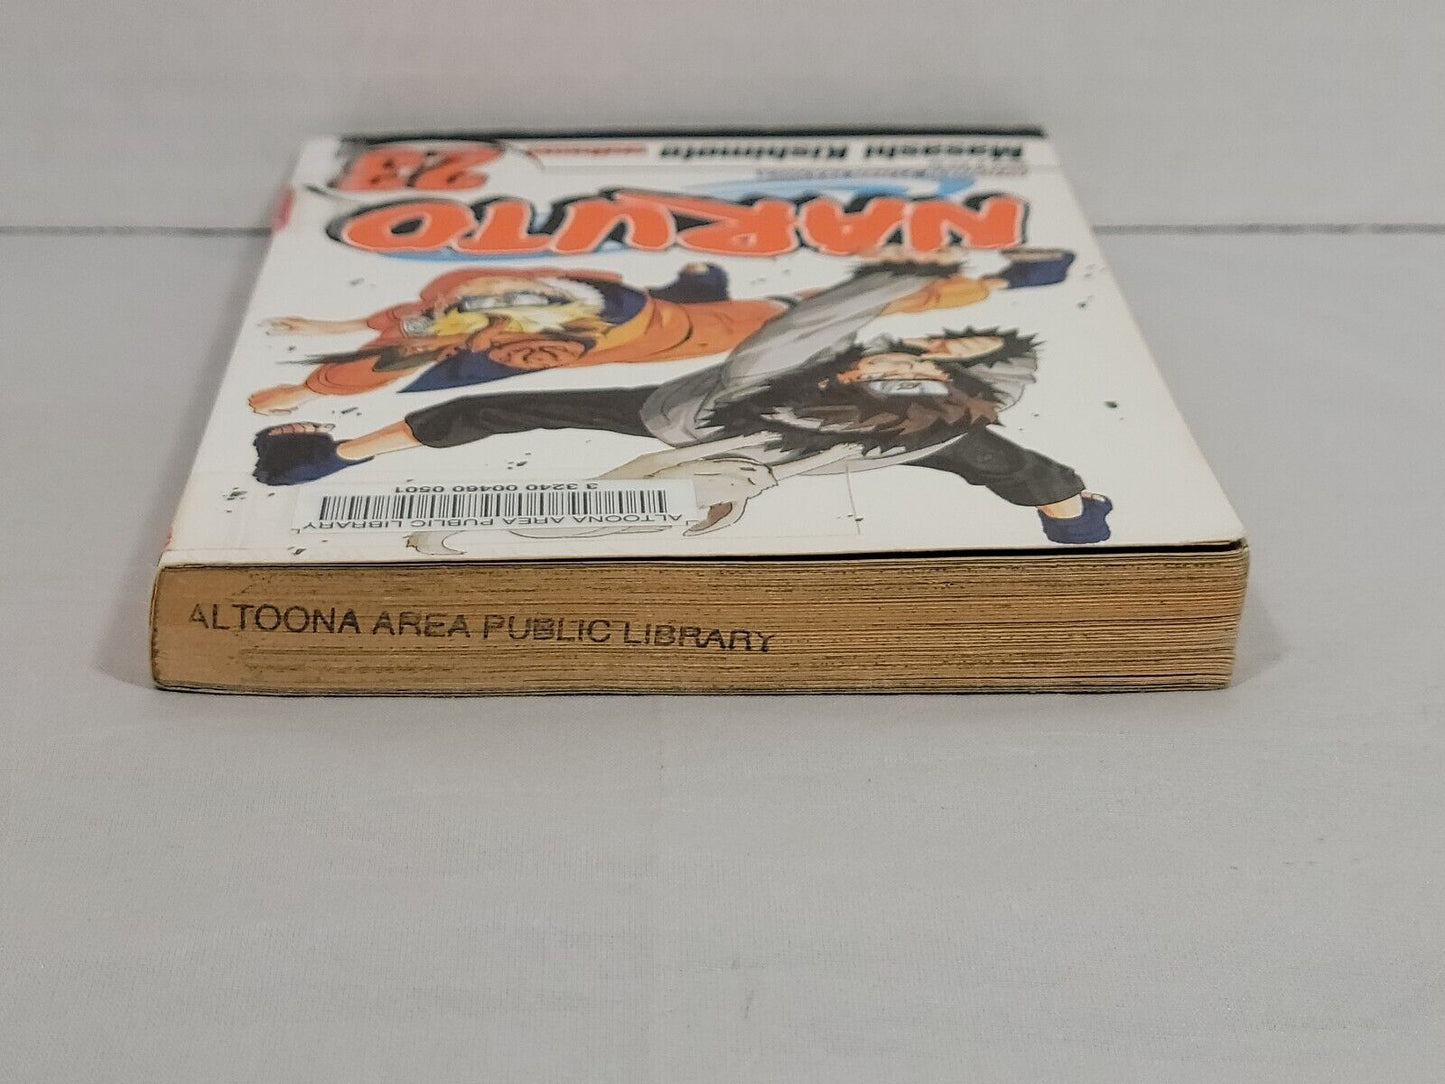 Masashi Kishimoto
23
NARUTO
3 3240 00460 0501
ALTOONA AREA PUBLIC LIBRARY
ALTOONA AREA PUBLIC LIBRARY